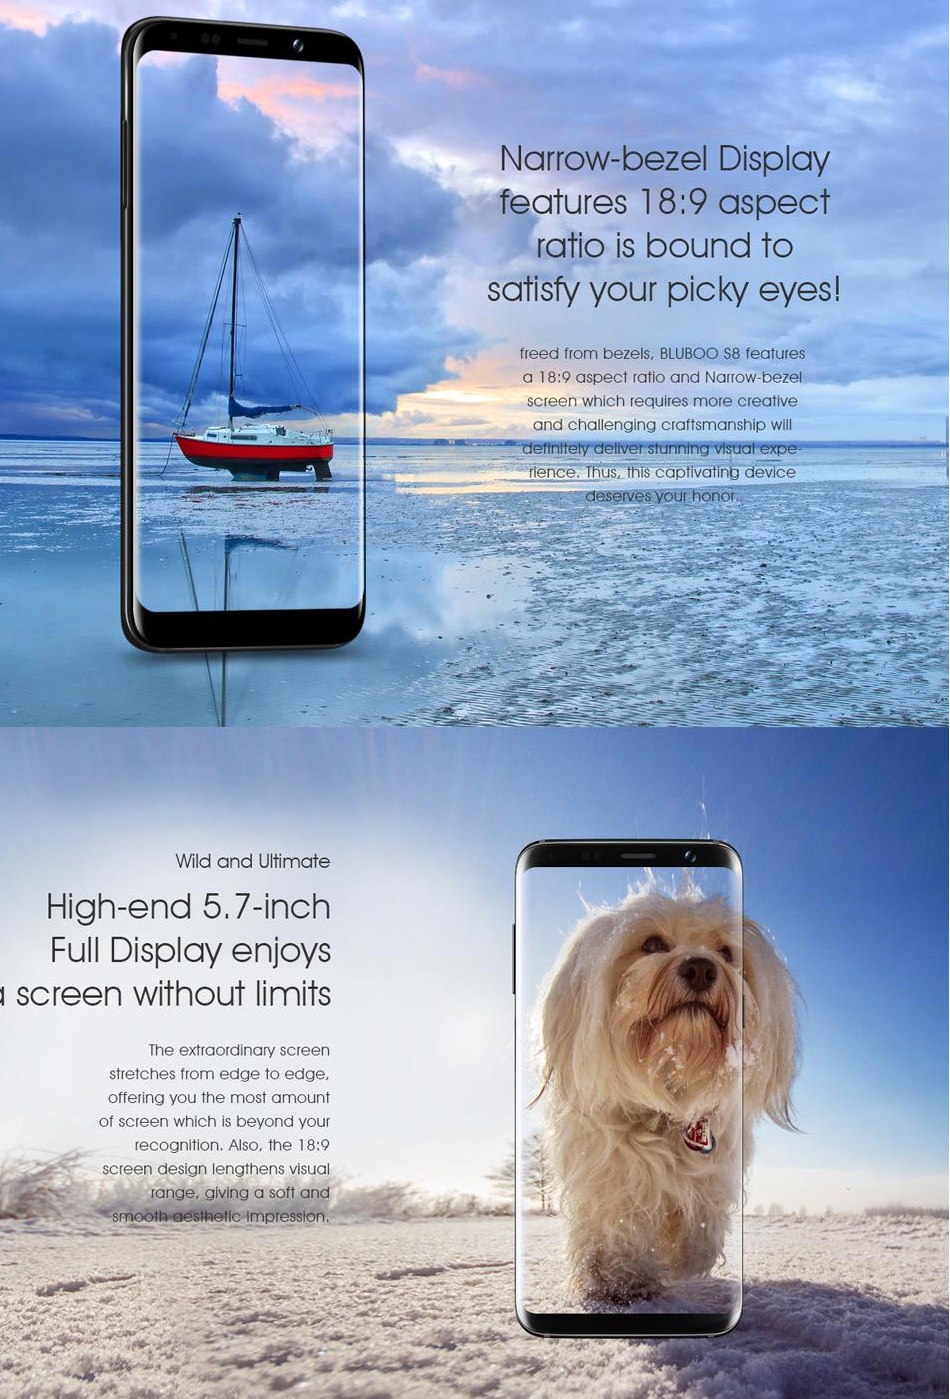 Narrow-bezel Display
features 18:9 aspect
ratio is bound to
satisfy your picky eyes!
freed from bezels, BLUBOO S8 features
a 18:9 aspect ratio and Narrow-bezel
screen which requires more creative
and challenging craftsmanship will
definitely deliver stunning visual expe-
rience. Thus, this captivating device
deserves your honor.
Wild and Ultimate
High-end 5.7-inch
Full Display enjoys
a screen without limits
The extraordinary screen
stretches from edge to edge,
offering you the most amount
of screen which is beyond your
recognition. Also, the 18:9
screen design lengthens visual
range, giving a soft and
smooth aesthetic impression.